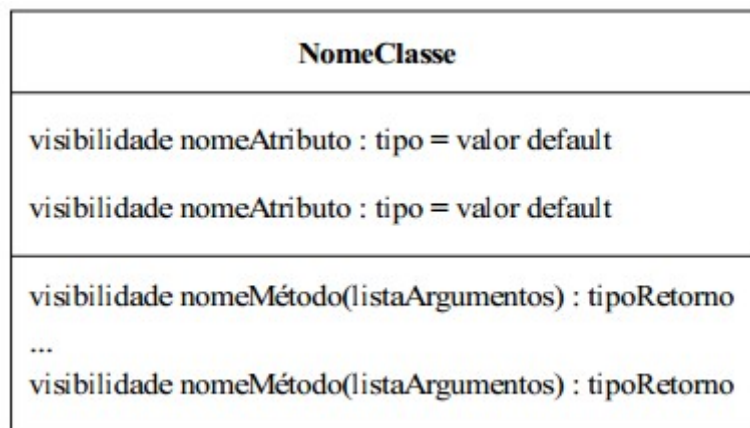 NomeClasse
visibilidade nomeAtributo : tipo = valor default
visibilidade nomeAtributo : tipo = valor default
visibilidade nomeMétodo(listaArgumentos) : tipoRetorno
...
visibilidade nomeMétodo(listaArgumentos) : tipoRetorno